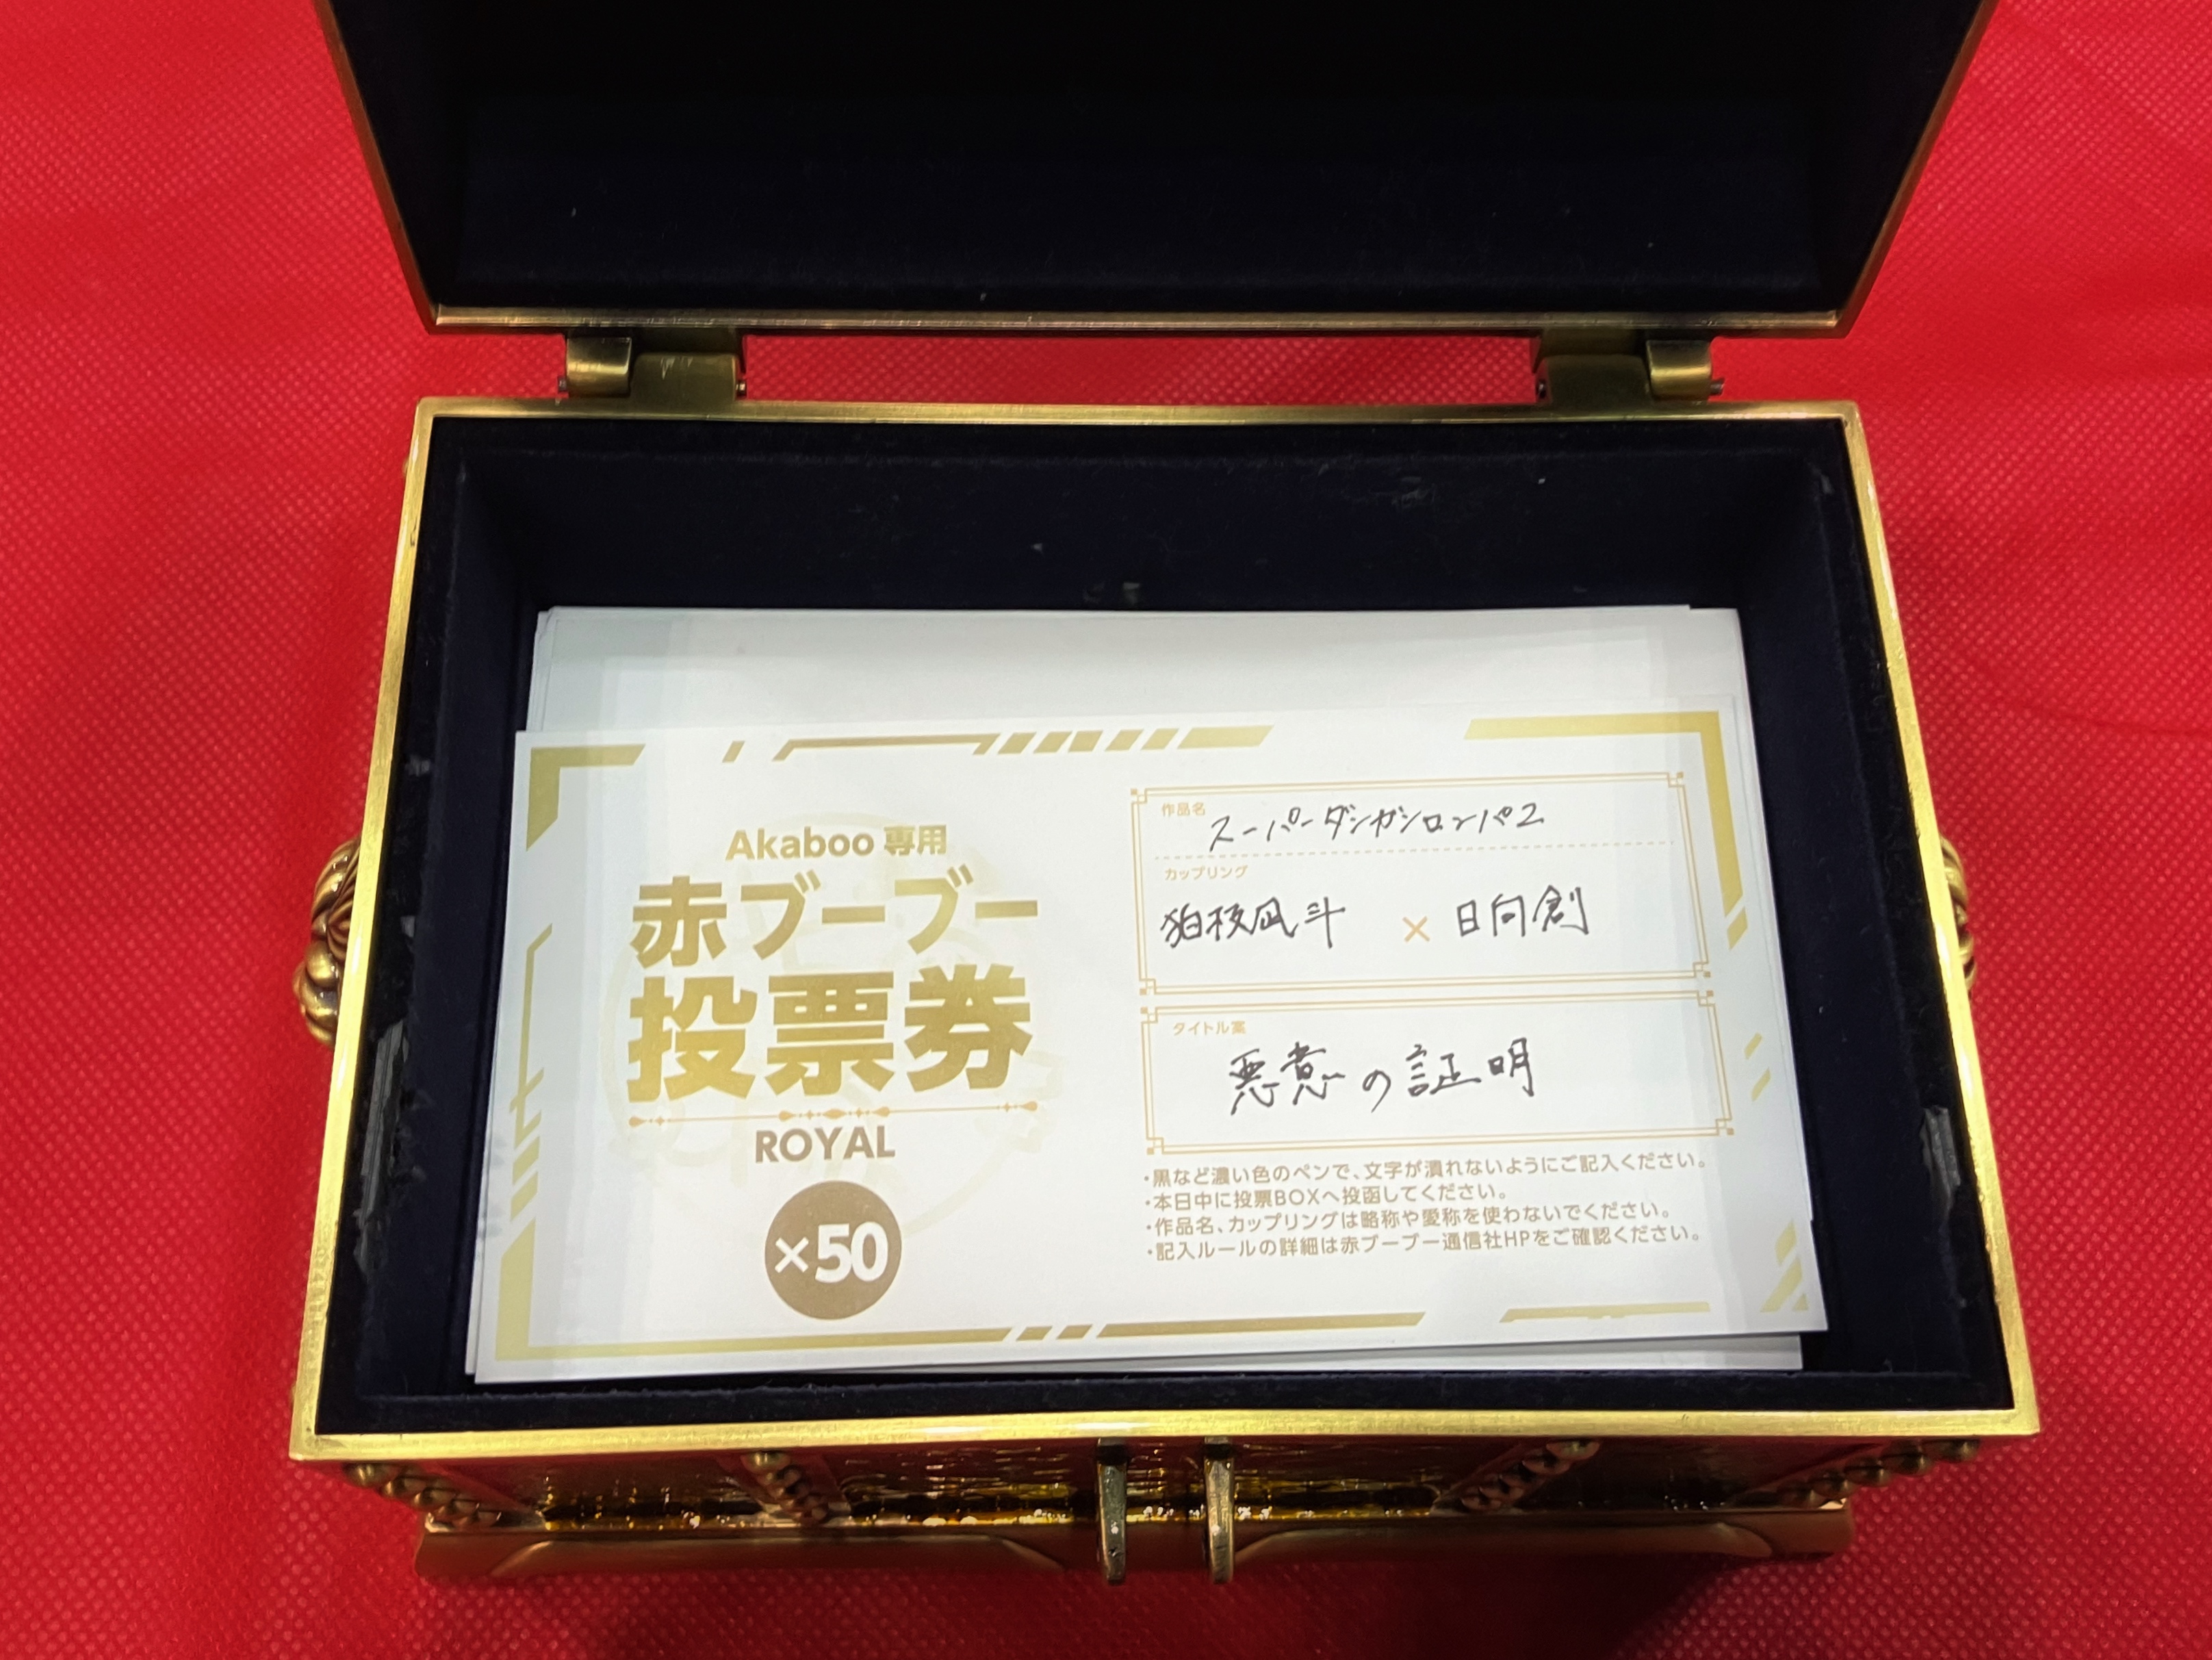 Akaboo 専用
赤ブーブー
投票券
ROYAL
×50
作品名
スーパーダンガンロンパ2
カップリング
狛枝凪斗 × 日向創
タイトル案
悪意の証明
・黒など濃い色のペンで、文字が潰れないようにご記入ください。
・本日中に投票BOXへ投函してください。
・作品名、カップリングは略称や愛称を使わないでください。
・記入ルールの詳細は赤ブーブー通信社HPをご確認ください。